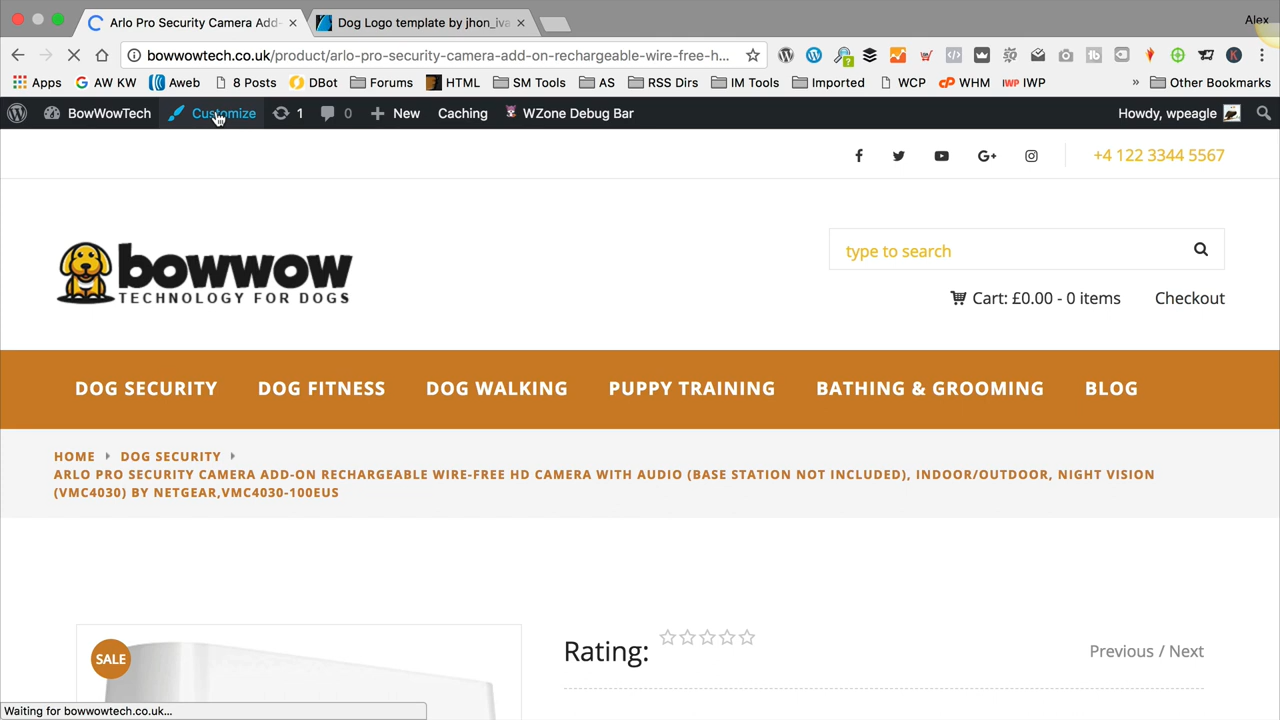 Arlo Pro Security Camera Add-
Dog Logo template by jhon_iva
Alex
bowwowtech.co.uk/product/arlo-pro-security-camera-add-on-rechargeable-wire-free-h...
Apps
AW KW
Aweb
8 Posts
DBot
Forums
HTML
SM Tools
AS
RSS Dirs
IM Tools
Imported
WCP
WHM
IWP
IWP
»
Other Bookmarks
BowWowTech
Customize
1
0
New
Caching
WZone Debug Bar
Howdy, wpeagle
+4 122 3344 5567
bowwow
TECHNOLOGY FOR DOGS
type to search
Cart: £0.00 - 0 items
Checkout
DOG SECURITY
DOG FITNESS
DOG WALKING
PUPPY TRAINING
BATHING & GROOMING
BLOG
HOME
DOG SECURITY
ARLO PRO SECURITY CAMERA ADD-ON RECHARGEABLE WIRE-FREE HD CAMERA WITH AUDIO (BASE STATION NOT INCLUDED), INDOOR/OUTDOOR, NIGHT VISION
(VMC4030) BY NETGEAR,VMC4030-100EUS
SALE
Rating:
Previous / Next
Waiting for bowwowtech.co.uk...